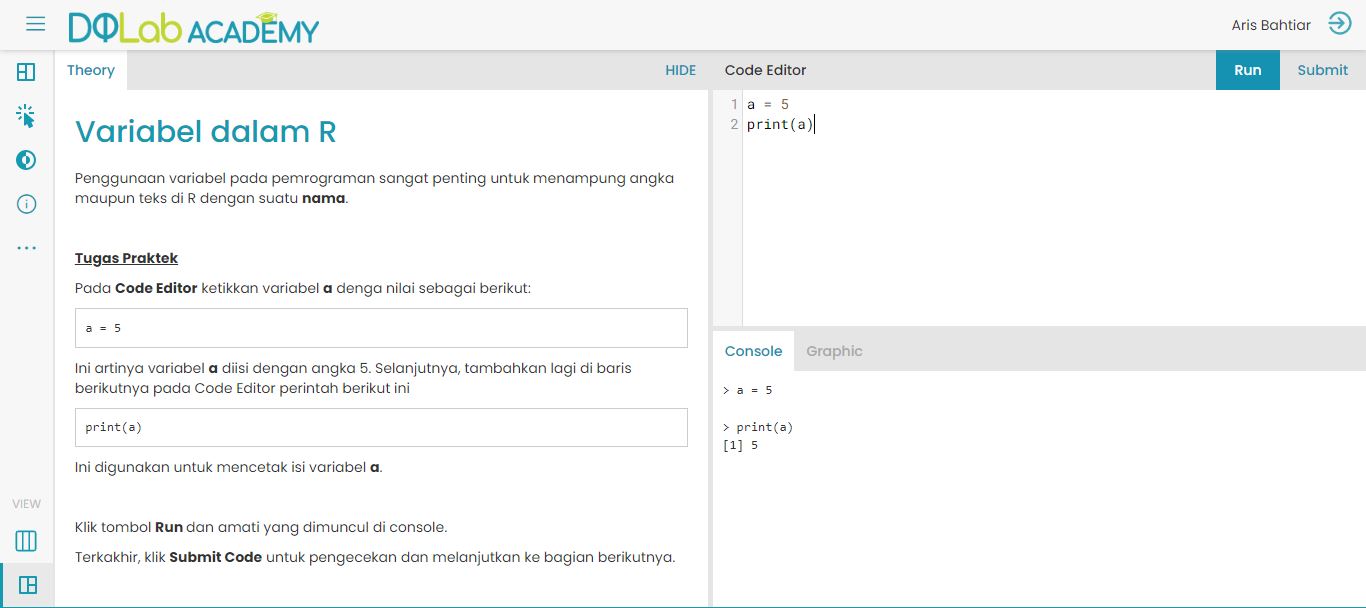 DQLab ACADEMY
Aris Bahtiar
Theory
HIDE
Variabel dalam R
Penggunaan variabel pada pemrograman sangat penting untuk menampung angka
maupun teks di R dengan suatu nama.
Tugas Praktek
Pada Code Editor ketikkan variabel a denga nilai sebagai berikut:
a = 5
Ini artinya variabel a diisi dengan angka 5. Selanjutnya, tambahkan lagi di baris
berikutnya pada Code Editor perintah berikut ini
print(a)
Ini digunakan untuk mencetak isi variabel a.
Klik tombol Run dan amati yang dimuncul di console.
Terkakhir, klik Submit Code untuk pengecekan dan melanjutkan ke bagian berikutnya.
VIEW
Code Editor
Run
Submit
1 a = 5
2 print(a)
Console
Graphic
> a = 5
> print(a)
[1] 5